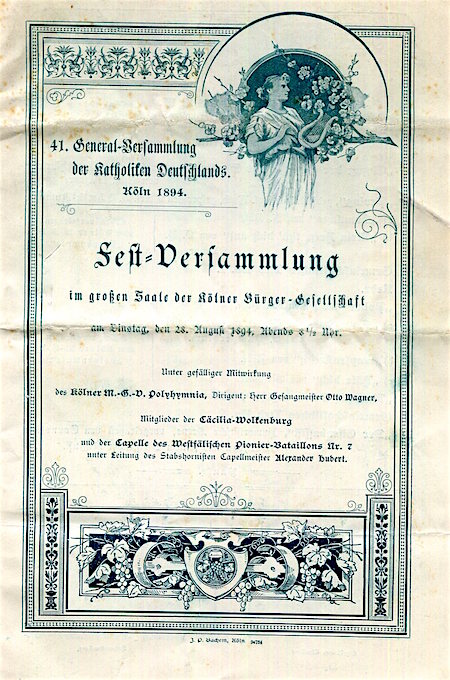 41. General-Versammlung
der Katholiken Deutschlands.
Köln 1894.
Fest-Versammlung
im großen Saale der Kölner Bürger-Gesellschaft
am Dinstag, den 28. August 1894, Abends 8 1/2 Uhr.
Unter gefälliger Mitwirkung
des Kölner M.-G.-V. Polyhymnia, Dirigent: Herr Gesangmeister Otto Wagner,
Mitglieder der Cäcilia-Wolkenburg
und der Capelle des Westfälischen Pionier-Bataillons Nr. 7
unter Leitung des Stabshornisten Capellmeister Alexander Hubert.
J. P. Bachem, Köln